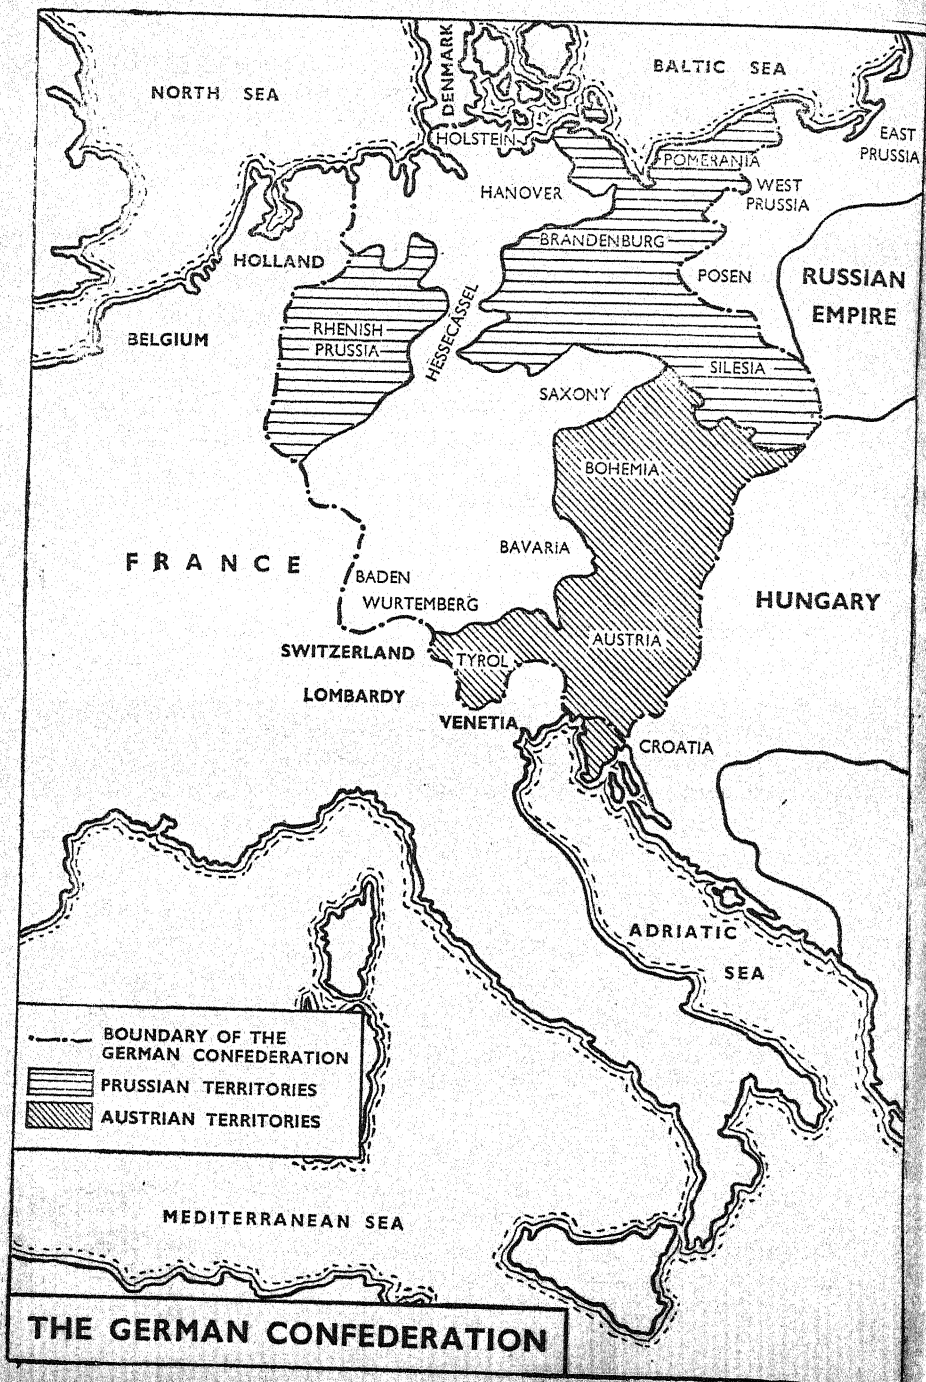 NORTH SEA
DENMARK
BALTIC SEA
HOLSTEIN
EAST
PRUSSIA
POMERANIA
HANOVER
WEST
PRUSSIA
BRANDENBURG
HOLLAND
POSEN
RUSSIAN
EMPIRE
BELGIUM
RHENISH
PRUSSIA
HESSECASSEL
SILESIA
SAXONY
BOHEMIA
FRANCE
BAVARIA
BADEN
WURTEMBERG
HUNGARY
AUSTRIA
SWITZERLAND
TYROL
LOMBARDY
VENETIA
CROATIA
ADRIATIC
SEA
BOUNDARY OF THE
GERMAN CONFEDERATION
PRUSSIAN TERRITORIES
AUSTRIAN TERRITORIES
MEDITERRANEAN SEA
THE GERMAN CONFEDERATION